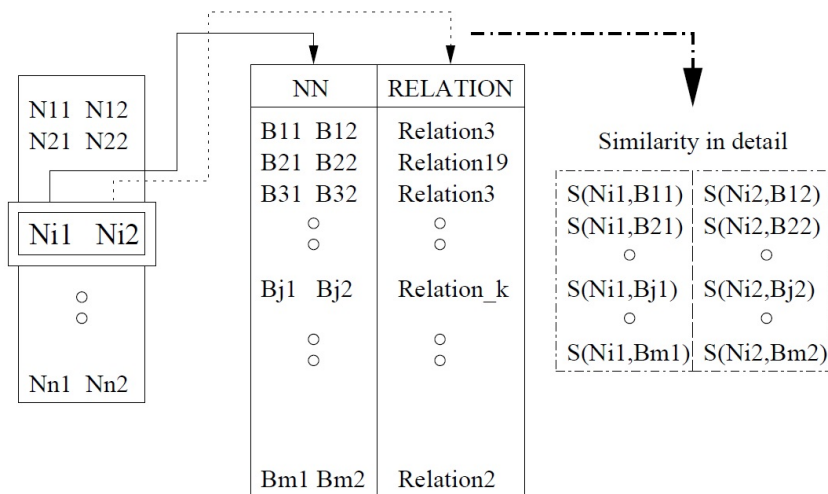 N11 N12
N21 N22
Ni1 Ni2
Nn1 Nn2
NN RELATION
B11 B12 Relation3
B21 B22 Relation19
B31 B32 Relation3
Bj1 Bj2 Relation_k
Bm1 Bm2 Relation2
Similarity in detail
S(Ni1,B11) S(Ni2,B12)
S(Ni1,B21) S(Ni2,B22)
S(Ni1,Bj1) S(Ni2,Bj2)
S(Ni1,Bm1) S(Ni2,Bm2)